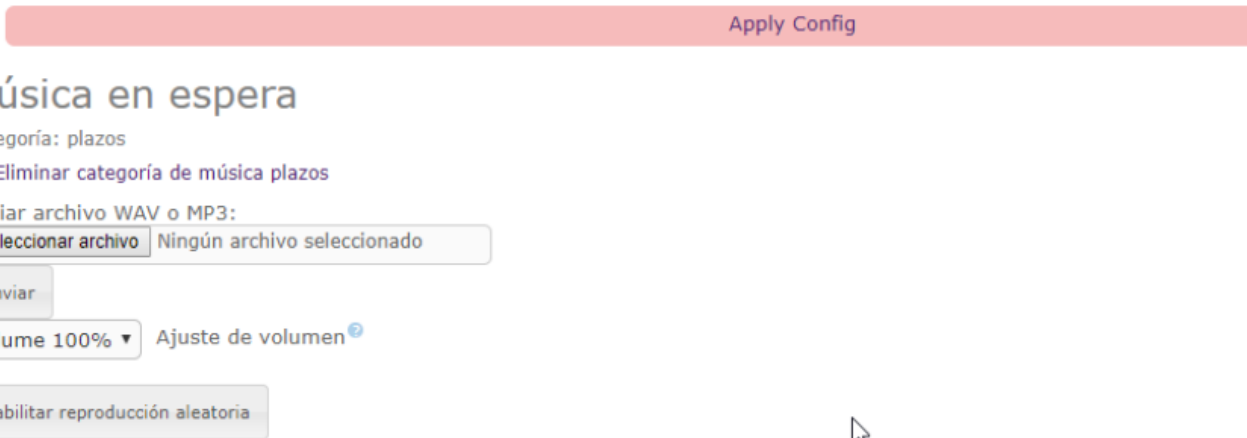 Apply Config
úsica en espera
egoría: plazos
Eliminar categoría de música plazos
iar archivo WAV o MP3:
leccionar archivo Ningún archivo seleccionado
viar
ume 100% Ajuste de volumen
abilitar reproducción aleatoria